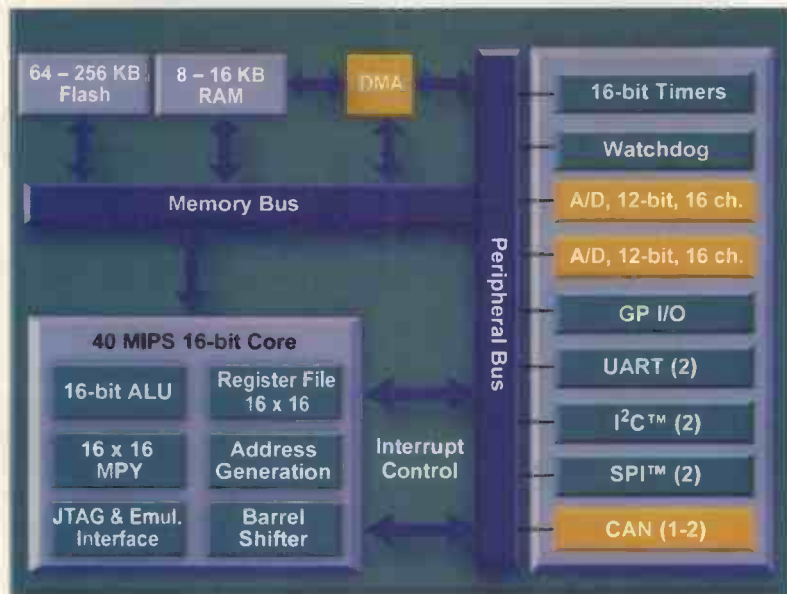 64 – 256 KB
Flash
8 – 16 KB
RAM
DMA
Memory Bus
40 MIPS 16-bit Core
16-bit ALU
Register File
16 x 16
16 x 16
MPY
Address
Generation
JTAG & Emul.
Interface
Barrel
Shifter
Interrupt
Control
Peripheral Bus
16-bit Timers
Watchdog
A/D, 12-bit, 16 ch.
A/D, 12-bit, 16 ch.
GP I/O
UART (2)
I²C™ (2)
SPI™ (2)
CAN (1-2)